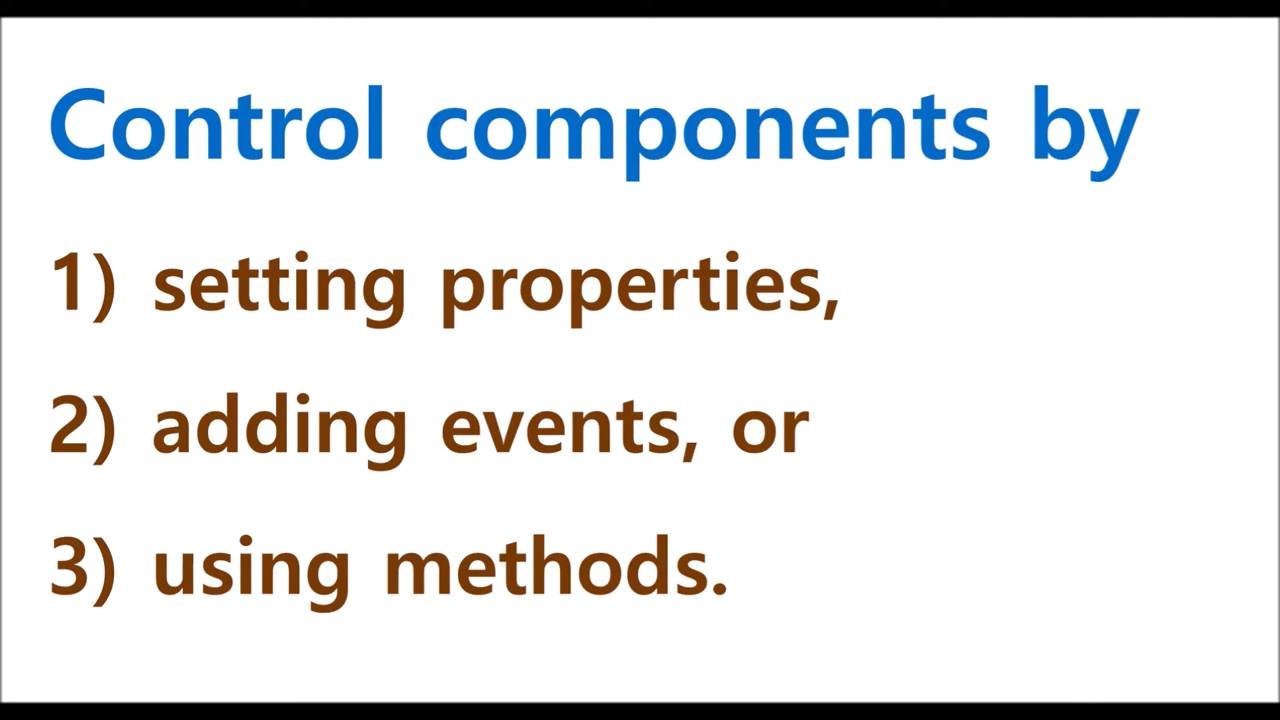 Control components by
1) setting properties,
2) adding events, or
3) using methods.